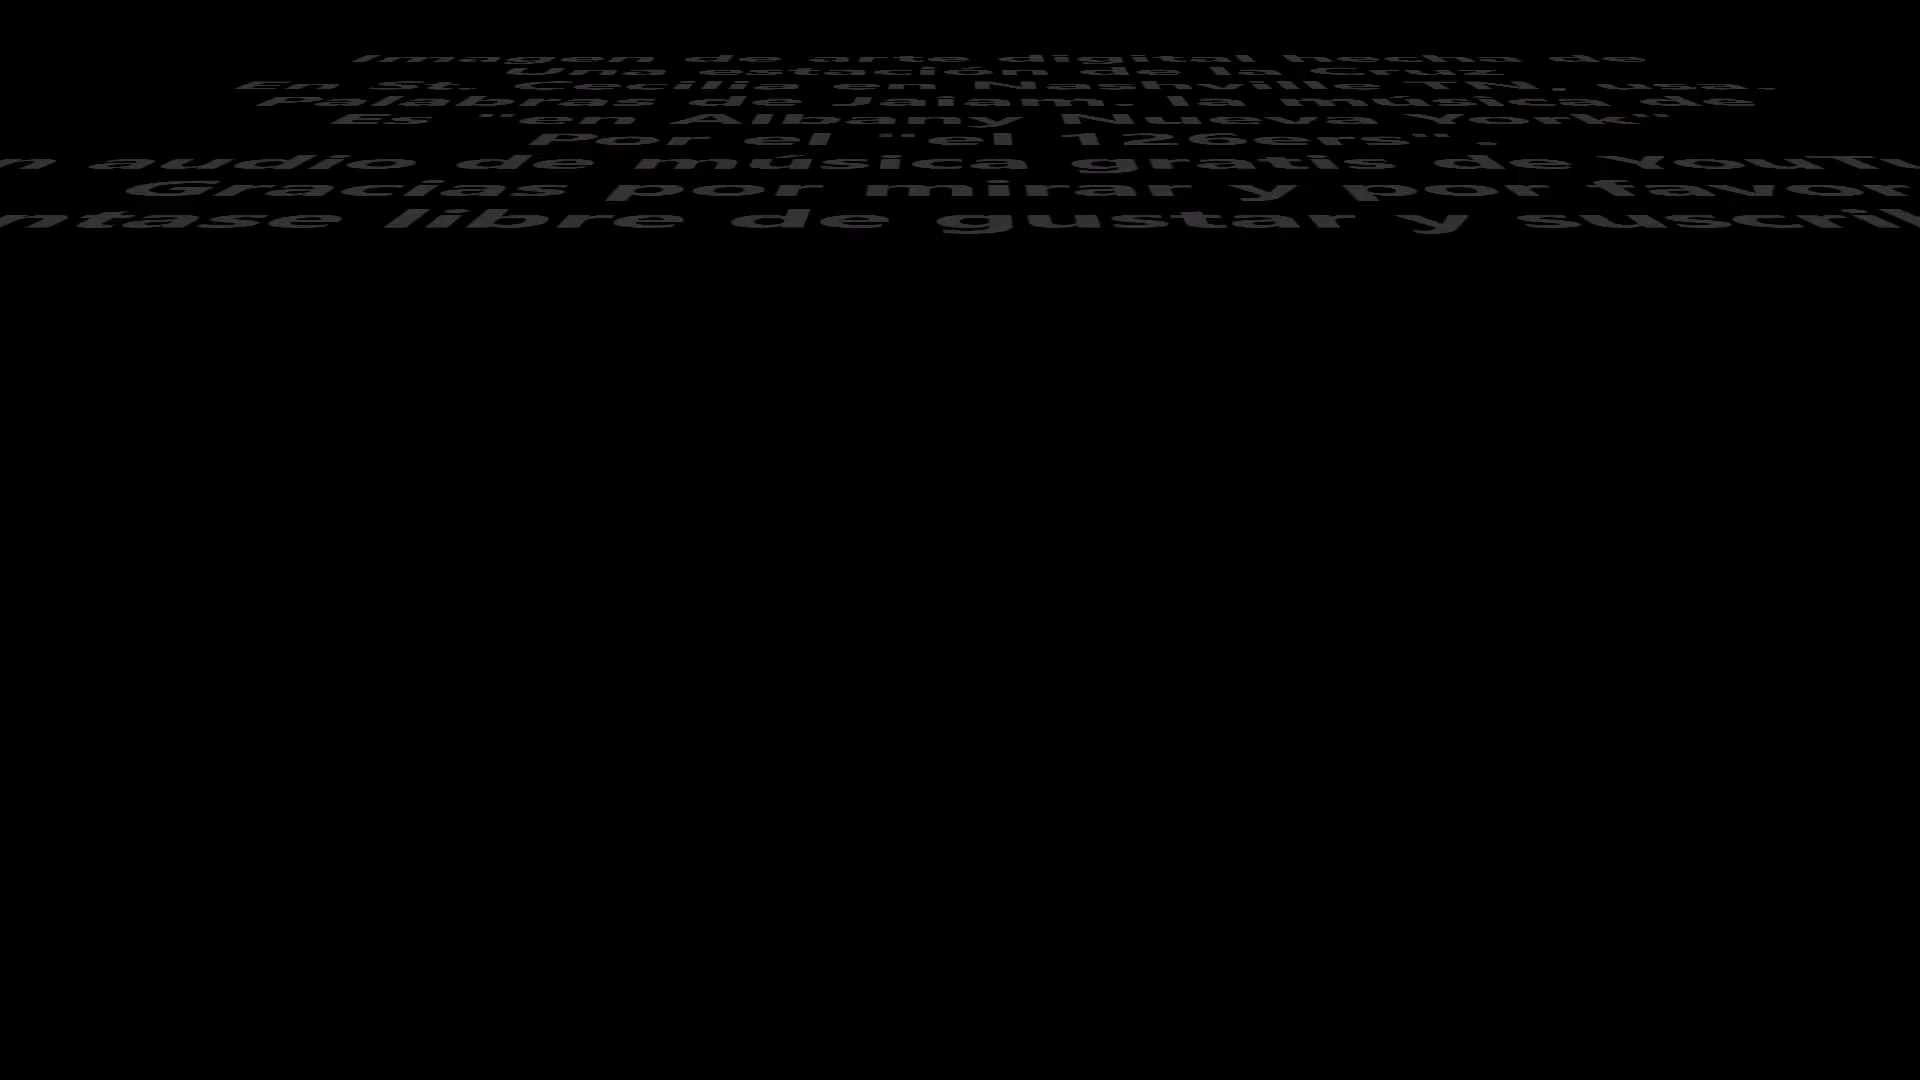 Imagen de arte digital hecha de
Una estación de la Cruz
En St. Cecilia en Nashville TN, usa.
Palabras de Jaiam. la música de
Es "en Albany Nueva York"
Por el "el 126ers" .
audio de música gratis de
Gracias por mirar y por favor
libre de gustar y